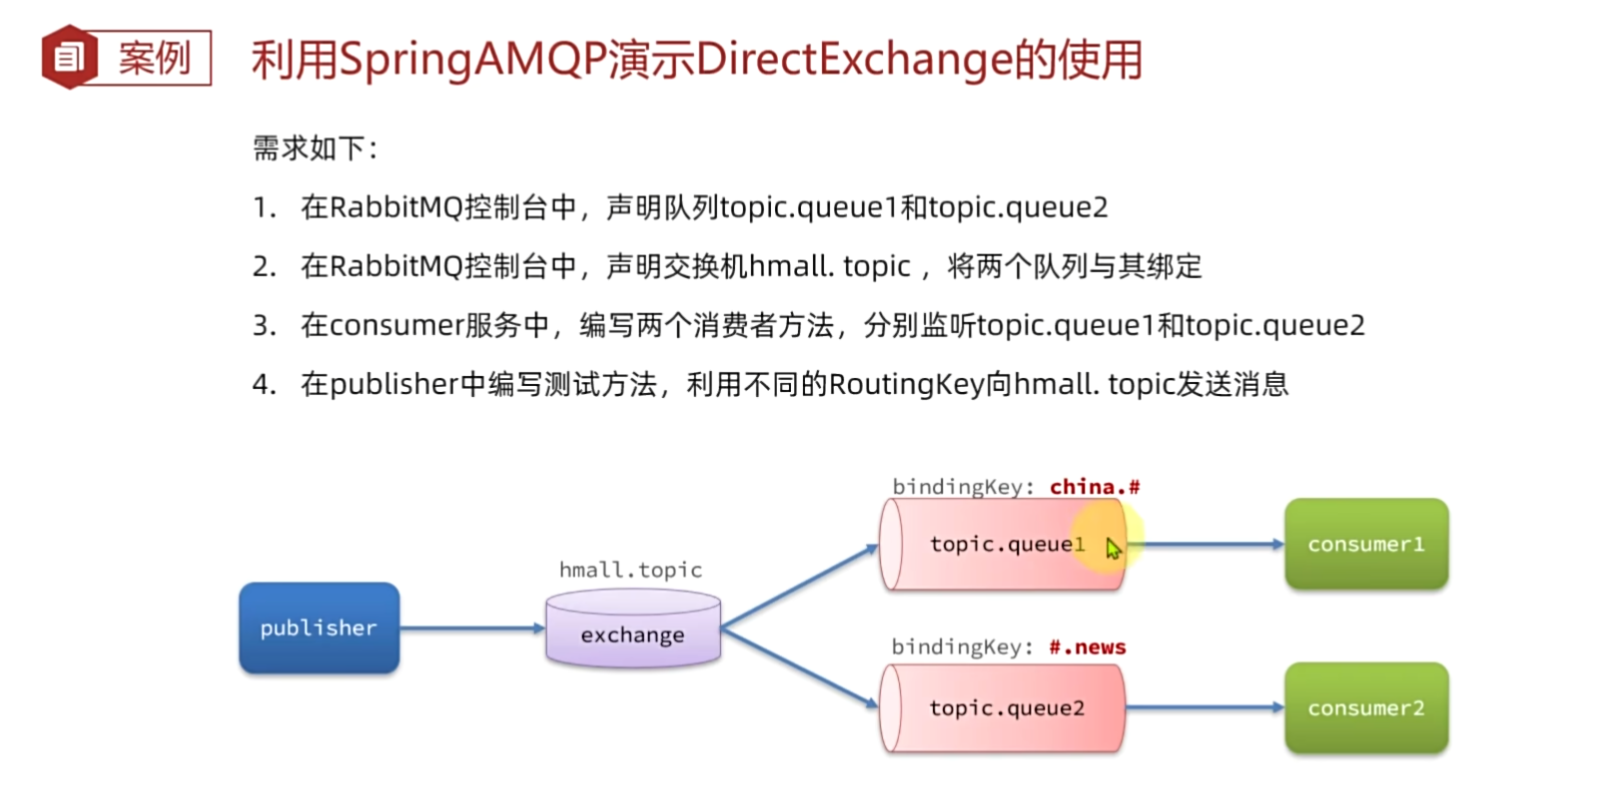 案例
利用SpringAMQP演示DirectExchange的使用
需求如下：
1. 在RabbitMQ控制台中，声明队列topic.queue1和topic.queue2
2. 在RabbitMQ控制台中，声明交换机hmall. topic ，将两个队列与其绑定
3. 在consumer服务中，编写两个消费者方法，分别监听topic.queue1和topic.queue2
4. 在publisher中编写测试方法，利用不同的RoutingKey向hmall. topic发送消息
bindingKey: china.#
topic.queue1
consumer1
hmall.topic
publisher
exchange
bindingKey: #.news
topic.queue2
consumer2